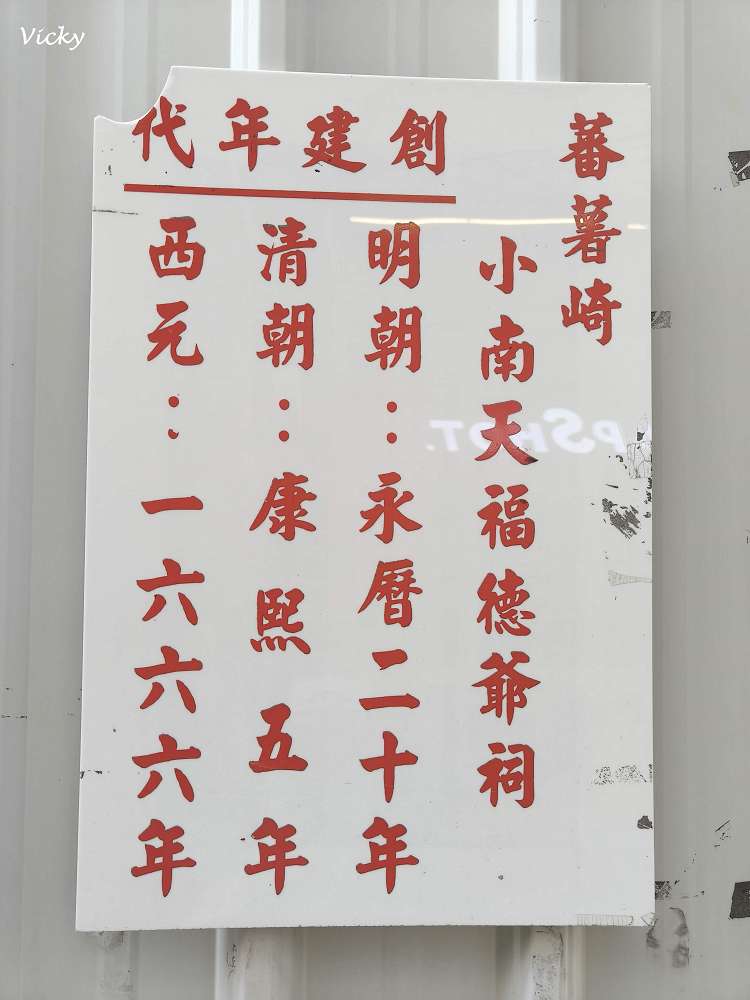 蕃薯崎
小南天福德爺祠
創建年代
明朝：永曆二十年
清朝：康熙五年
西元：一六六六年
Vicky